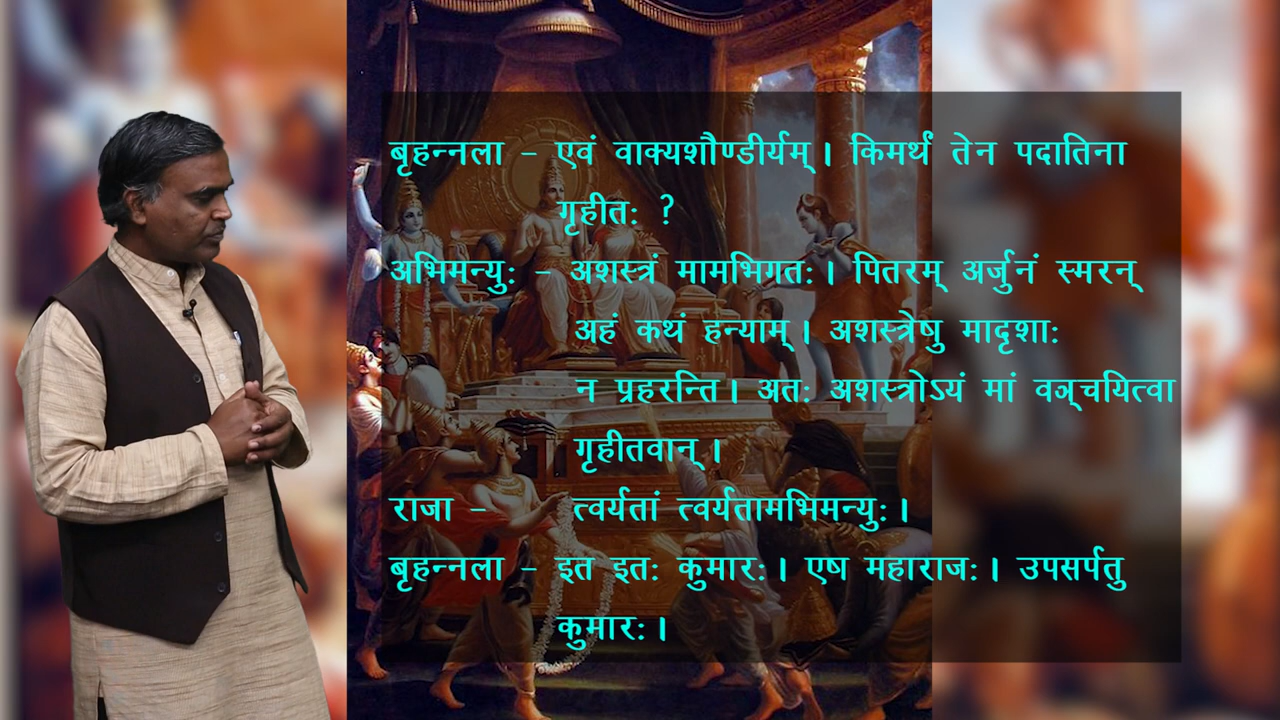 बृहन्नला – एवं वाक्यशौण्डीर्यम्। किमर्थं तेन पदातिना
गृहीतः ?
अभिमन्युः – अशस्त्रं मामभिगतः। पितरम् अर्जुनं स्मरन्
अहं कथं हन्याम्। अशस्त्रेषु मादृशाः
न प्रहरन्ति। अतः अशस्त्रोऽयं मां वञ्चयित्वा
गृहीतवान्।
राजा – त्वर्यतां त्वर्यतामभिमन्युः।
बृहन्नला – इत इतः कुमारः। एष महाराजः। उपसर्पतु
कुमारः।